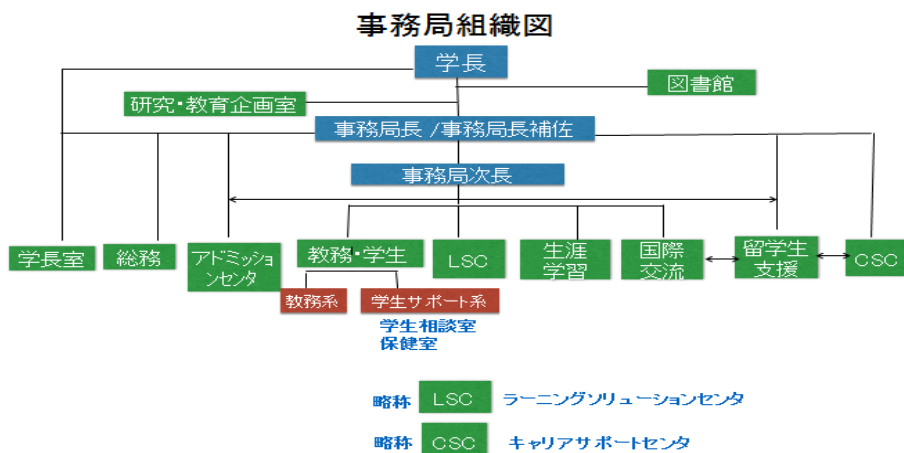 事務局組織図
学長
図書館
研究・教育企画室
事務局長 /事務局長補佐
事務局次長
学長室
総務
アドミッション
センタ
教務・学生
LSC
生涯
学習
国際
交流
留学生
支援
CSC
教務系
学生サポート系
学生相談室
保健室
略称 LSC ラーニングソリューションセンタ
略称 CSC キャリアサポートセンタ